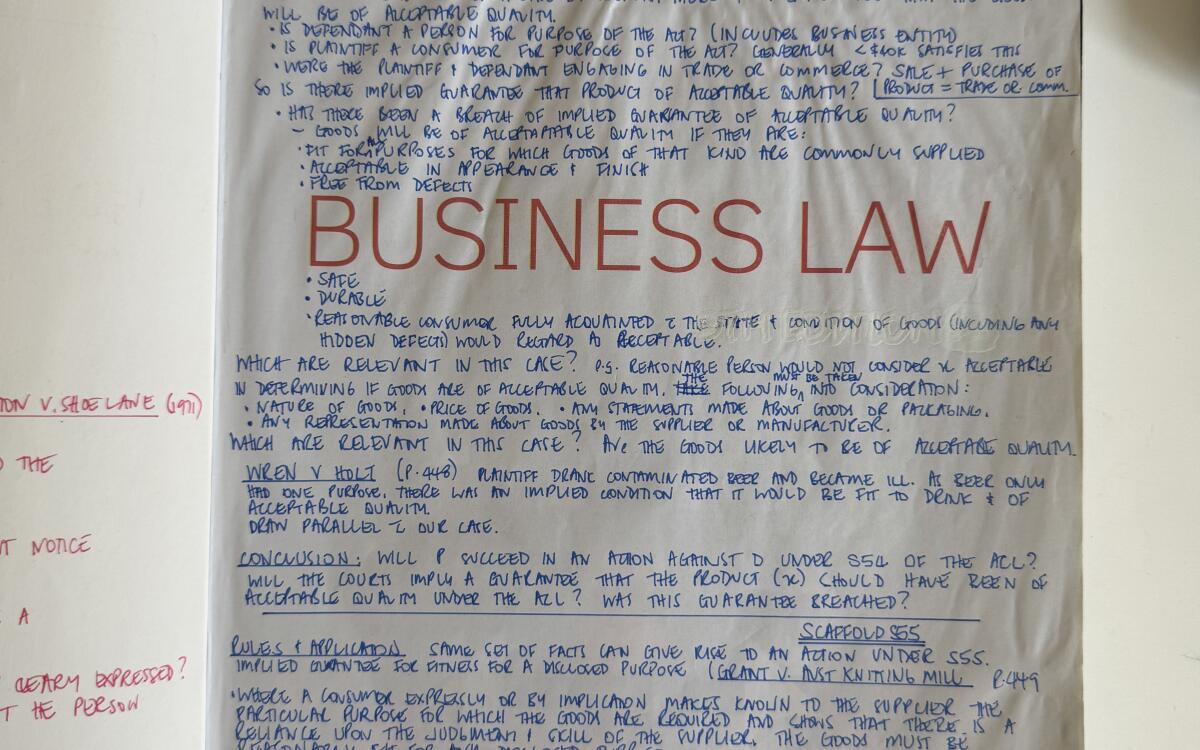 WILL BE OF ACCEPTABLE QUALITY.
• IS DEFENDANT A PERSON FOR PURPOSE OF THE ACT? (INCLUDES BUSINESS ENTITY)
• IS PLAINTIFF A CONSUMER FOR PURPOSE OF THE ACT? GENERALLY < $40K SATISFIES THIS
• WERE THE PLAINTIFF & DEFENDANT ENGAGING IN TRADE OR COMMERCE? SALE + PURCHASE OF
PRODUCT = TRADE OR COMM.
SO IS THERE IMPLIED GUARANTEE THAT PRODUCT OF ACCEPTABLE QUALITY?
• HAS THERE BEEN A BREACH OF IMPLIED GUARANTEE OF ACCEPTABLE QUALITY?
– GOODS WILL BE OF ACCEPTAPTABLE QUALITY IF THEY ARE:
• FIT FOR ALL PURPOSES FOR WHICH GOODS OF THAT KIND ARE COMMONLY SUPPLIED
• ACCEPTABLE IN APPEARANCE & FINISH
• FREE FROM DEFECTS
BUSINESS LAW
• SAFE
• DURABLE
• REASONABLE CONSUMER FULLY ACQUAINTED THE STATE & CONDITION OF GOODS (INCLUDING ANY
HIDDEN DEFECTS) WOULD REGARD AS ACCEPTABLE.
WHICH ARE RELEVANT IN THIS CASE? P.S. REASONABLE PERSON WOULD NOT CONSIDER x ACCEPTABLE
IN DETERMINING IF GOODS ARE OF ACCEPTABLE QUALITY. THE FOLLOWING MUST BE TAKEN INTO CONSIDERATION:
• NATURE OF GOODS, • PRICE OF GOODS. • ANY STATEMENTS MADE ABOUT GOODS OR PACKAGING.
• ANY REPRESENTATION MADE ABOUT GOODS BY THE SUPPLIER OR MANUFACTURER.
WHICH ARE RELEVANT IN THIS CASE? ARE THE GOODS LIKELY TO BE OF ACCEPTABLE QUALITY.
WREN V HOLT (P.448) PLAINTIFF DRANK CONTAMINATED BEER AND BECAME ILL. AS BEER ONLY
HAD ONE PURPOSE, THERE WAS AN IMPLIED CONDITION THAT IT WOULD BE FIT TO DRINK & OF
ACCEPTABLE QUALITY.
DRAW PARALLEL OUR CASE.
CONCLUSION: WILL P SUCCEED IN AN ACTION AGAINST D UNDER S54 OF THE ACL?
WILL THE COURTS IMPLY A GUARANTEE THAT THE PRODUCT (x) SHOULD HAVE BEEN OF
ACCEPTABLE QUALITY UNDER THE ACL? WAS THIS GUARANTEE BREACHED?
SCAFFOLD S55
RULES & APPLICATION SAME SET OF FACTS CAN GIVE RISE TO AN ACTION UNDER S55.
IMPLIED GUARANTEE FOR FITNESS FOR A DISCLOSED PURPOSE (GRANT V. AUST KNITING MILL P.449
• WHERE A CONSUMER EXPRESSLY OR BY IMPLICATION MAKES KNOWN TO THE SUPPLIER THE
PARTICULAR PURPOSE FOR WHICH THE GOODS ARE REQUIRED AND SHOWS THAT THERE IS A
RELIANCE UPON THE JUDGMENT & SKILL OF THE SUPPLIER. THE GOODS MUST BE
TON V. SHOE LANE (1971)
THE
NOTICE
A
CLEARLY EXPRESSED?
THE PERSON